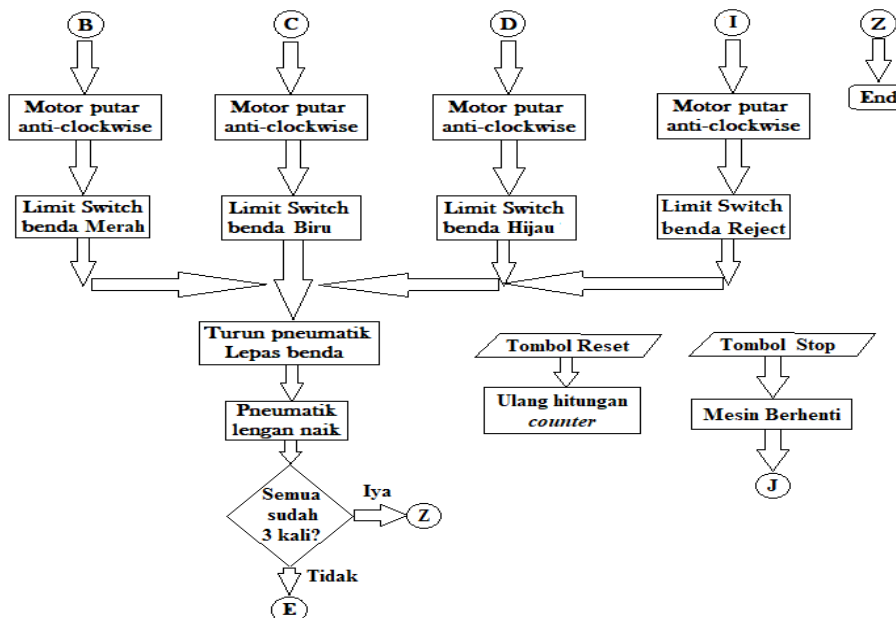 B
C
D
I
Z
Motor putar
anti-clockwise
Motor putar
anti-clockwise
Motor putar
anti-clockwise
Motor putar
anti-clockwise
End
Limit Switch
benda Merah
Limit Switch
benda Biru
Limit Switch
benda Hijau
Limit Switch
benda Reject
Turun pneumatik
Lepas benda
Tombol Reset
Tombol Stop
Pneumatik
lengan naik
Ulang hitungan
counter
Mesin Berhenti
J
Semua
sudah
3 kali?
Iya
Z
Tidak
E